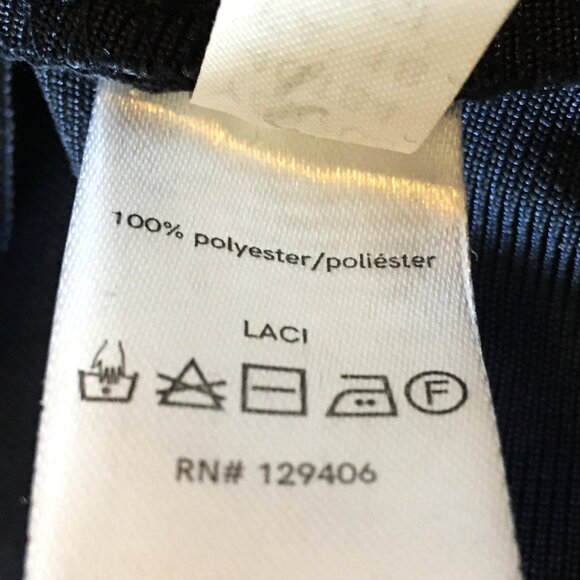 100% polyester/poliéster
LACI
F
RN# 129406